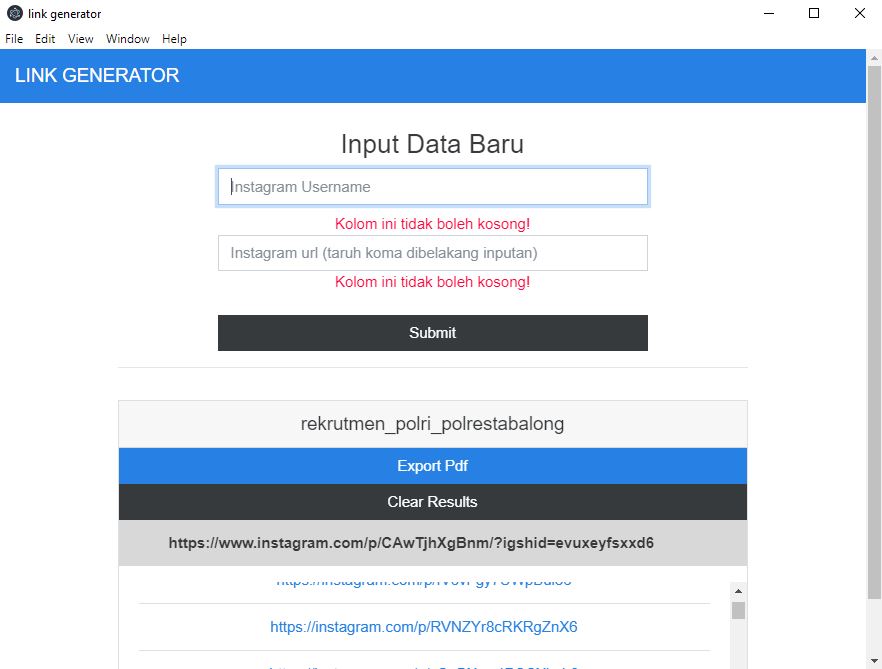 link generator
File Edit View Window Help
LINK GENERATOR
Input Data Baru
Instagram Username
Kolom ini tidak boleh kosong!
Instagram url (taruh koma dibelakang inputan)
Kolom ini tidak boleh kosong!
Submit
rekrutmen_polri_polrestabalong
Export Pdf
Clear Results
https://www.instagram.com/p/CAwTjhXgBnm/?igshid=evuxeyfsxxd6
https://instagram.com/p/RVNZYr8cRKRgZnX6